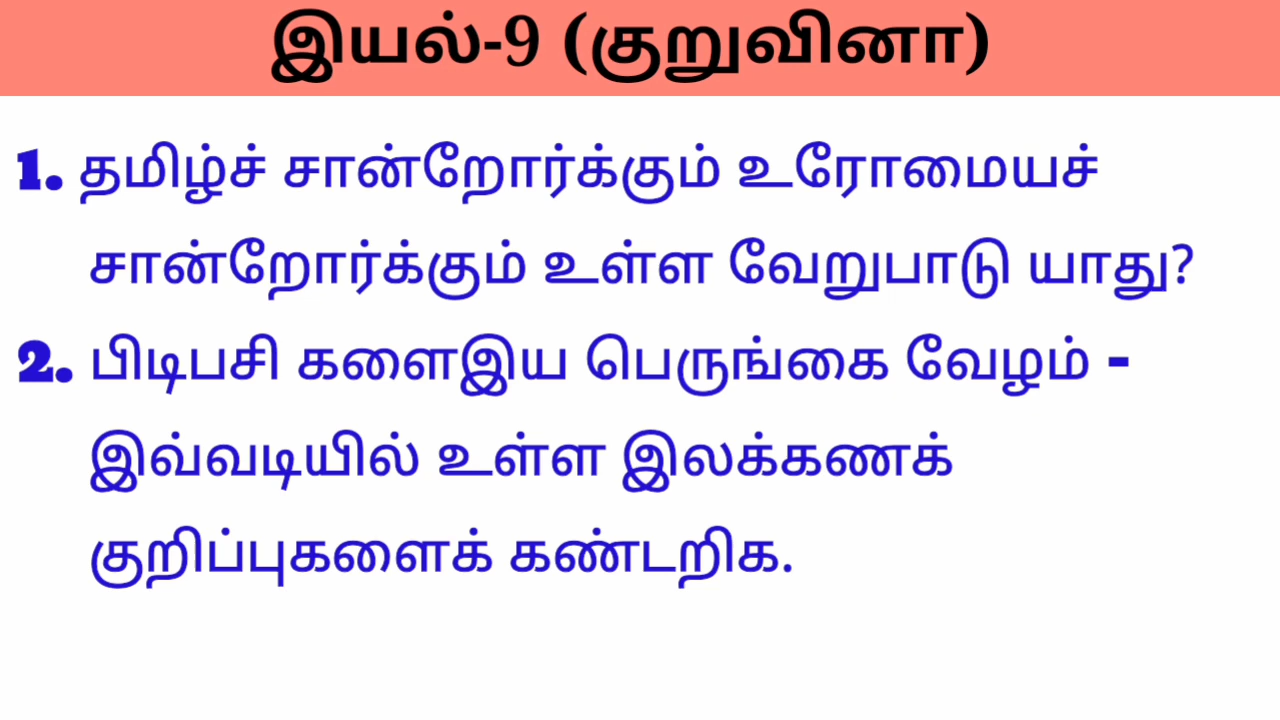 இயல்-9 (குறுவினா)
1. தமிழ்ச் சான்றோர்க்கும் உரோமையச்
சான்றோர்க்கும் உள்ள வேறுபாடு யாது?
2. பிடிபசி களைஇய பெருங்கை வேழம் -
இவ்வடியில் உள்ள இலக்கணக்
குறிப்புகளைக் கண்டறிக.